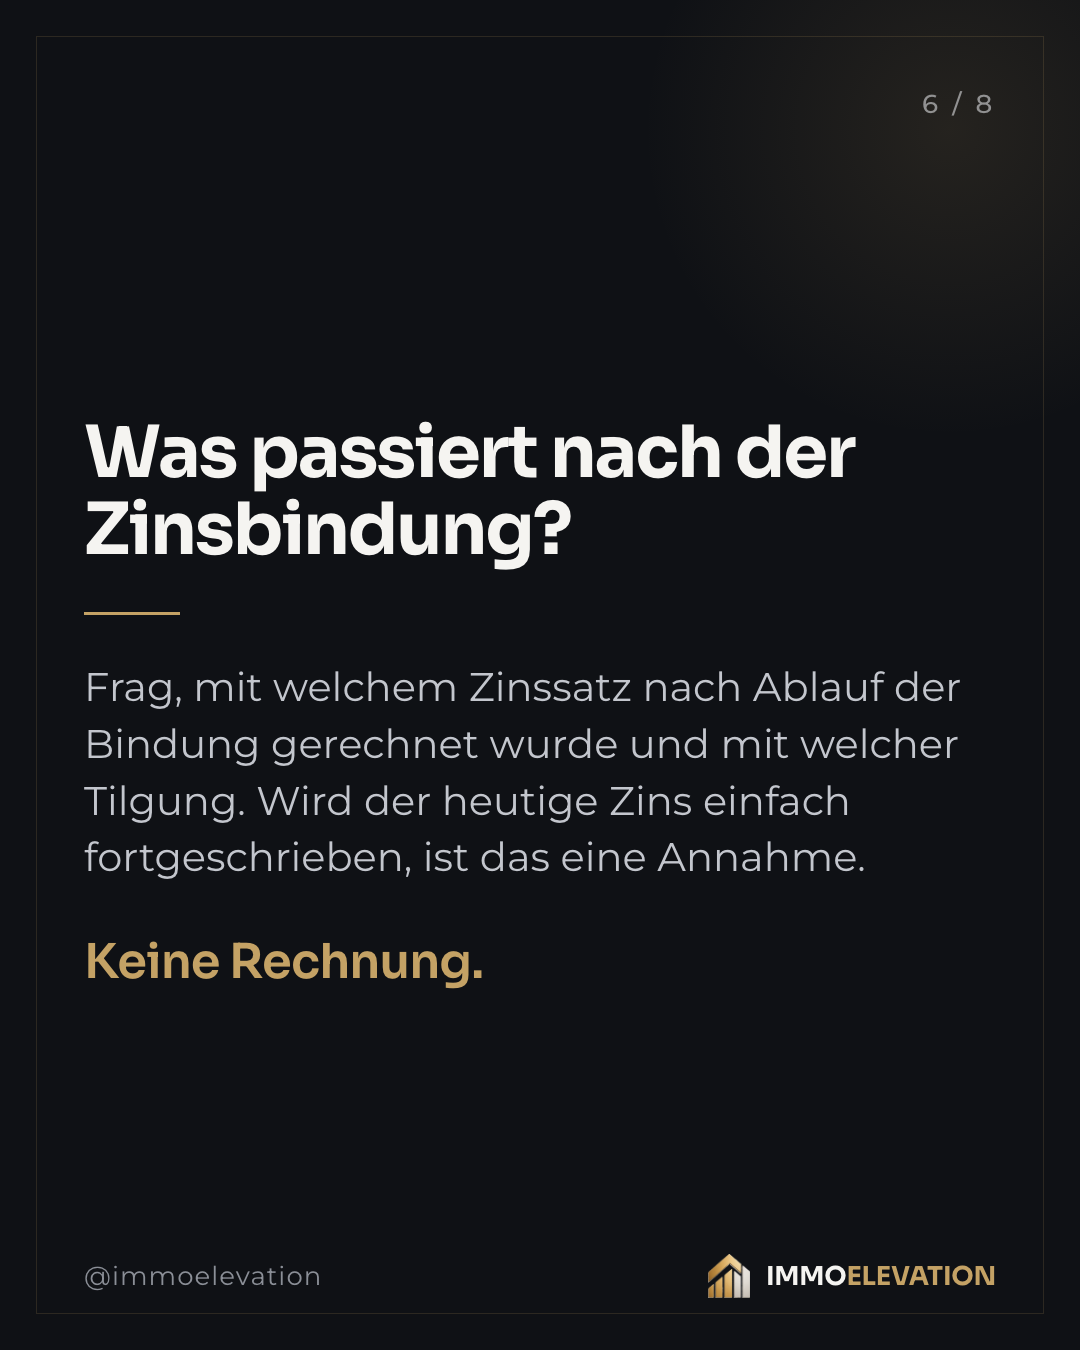 6 / 8
Was passiert nach der
Zinsbindung?
Frag, mit welchem Zinssatz nach Ablauf der
Bindung gerechnet wurde und mit welcher
Tilgung. Wird der heutige Zins einfach
fortgeschrieben, ist das eine Annahme.
Keine Rechnung.
@immoelevation
IMMOELEVATION